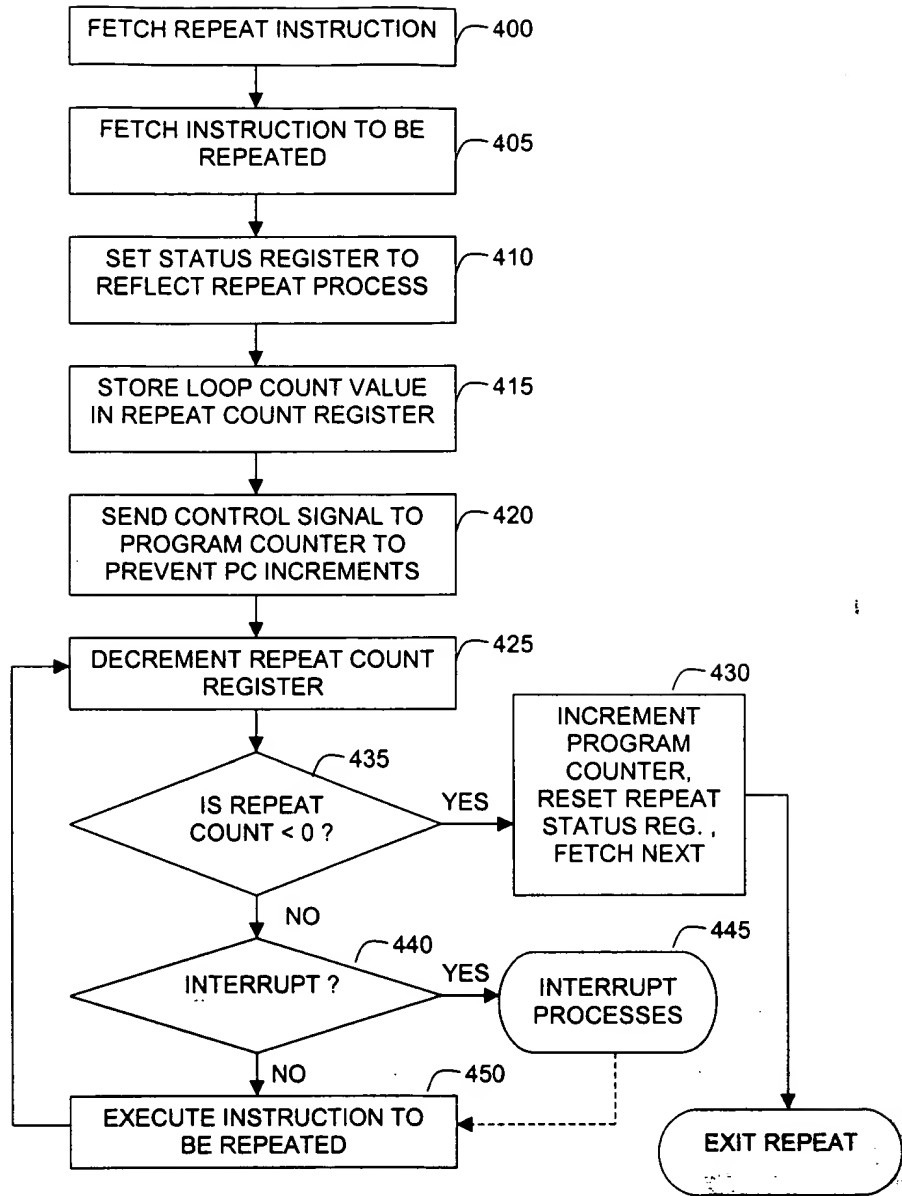 FETCH REPEAT INSTRUCTION
400
FETCH INSTRUCTION TO BE
REPEATED
405
SET STATUS REGISTER TO
REFLECT REPEAT PROCESS
410
STORE LOOP COUNT VALUE
IN REPEAT COUNT REGISTER
415
SEND CONTROL SIGNAL TO
PROGRAM COUNTER TO
PREVENT PC INCREMENTS
420
DECREMENT REPEAT COUNT
REGISTER
425
430
INCREMENT
PROGRAM
COUNTER,
RESET REPEAT
STATUS REG. ,
FETCH NEXT
435
IS REPEAT
COUNT < 0 ?
YES
NO
440
INTERRUPT ?
YES
445
INTERRUPT
PROCESSES
NO
450
EXECUTE INSTRUCTION TO
BE REPEATED
EXIT REPEAT